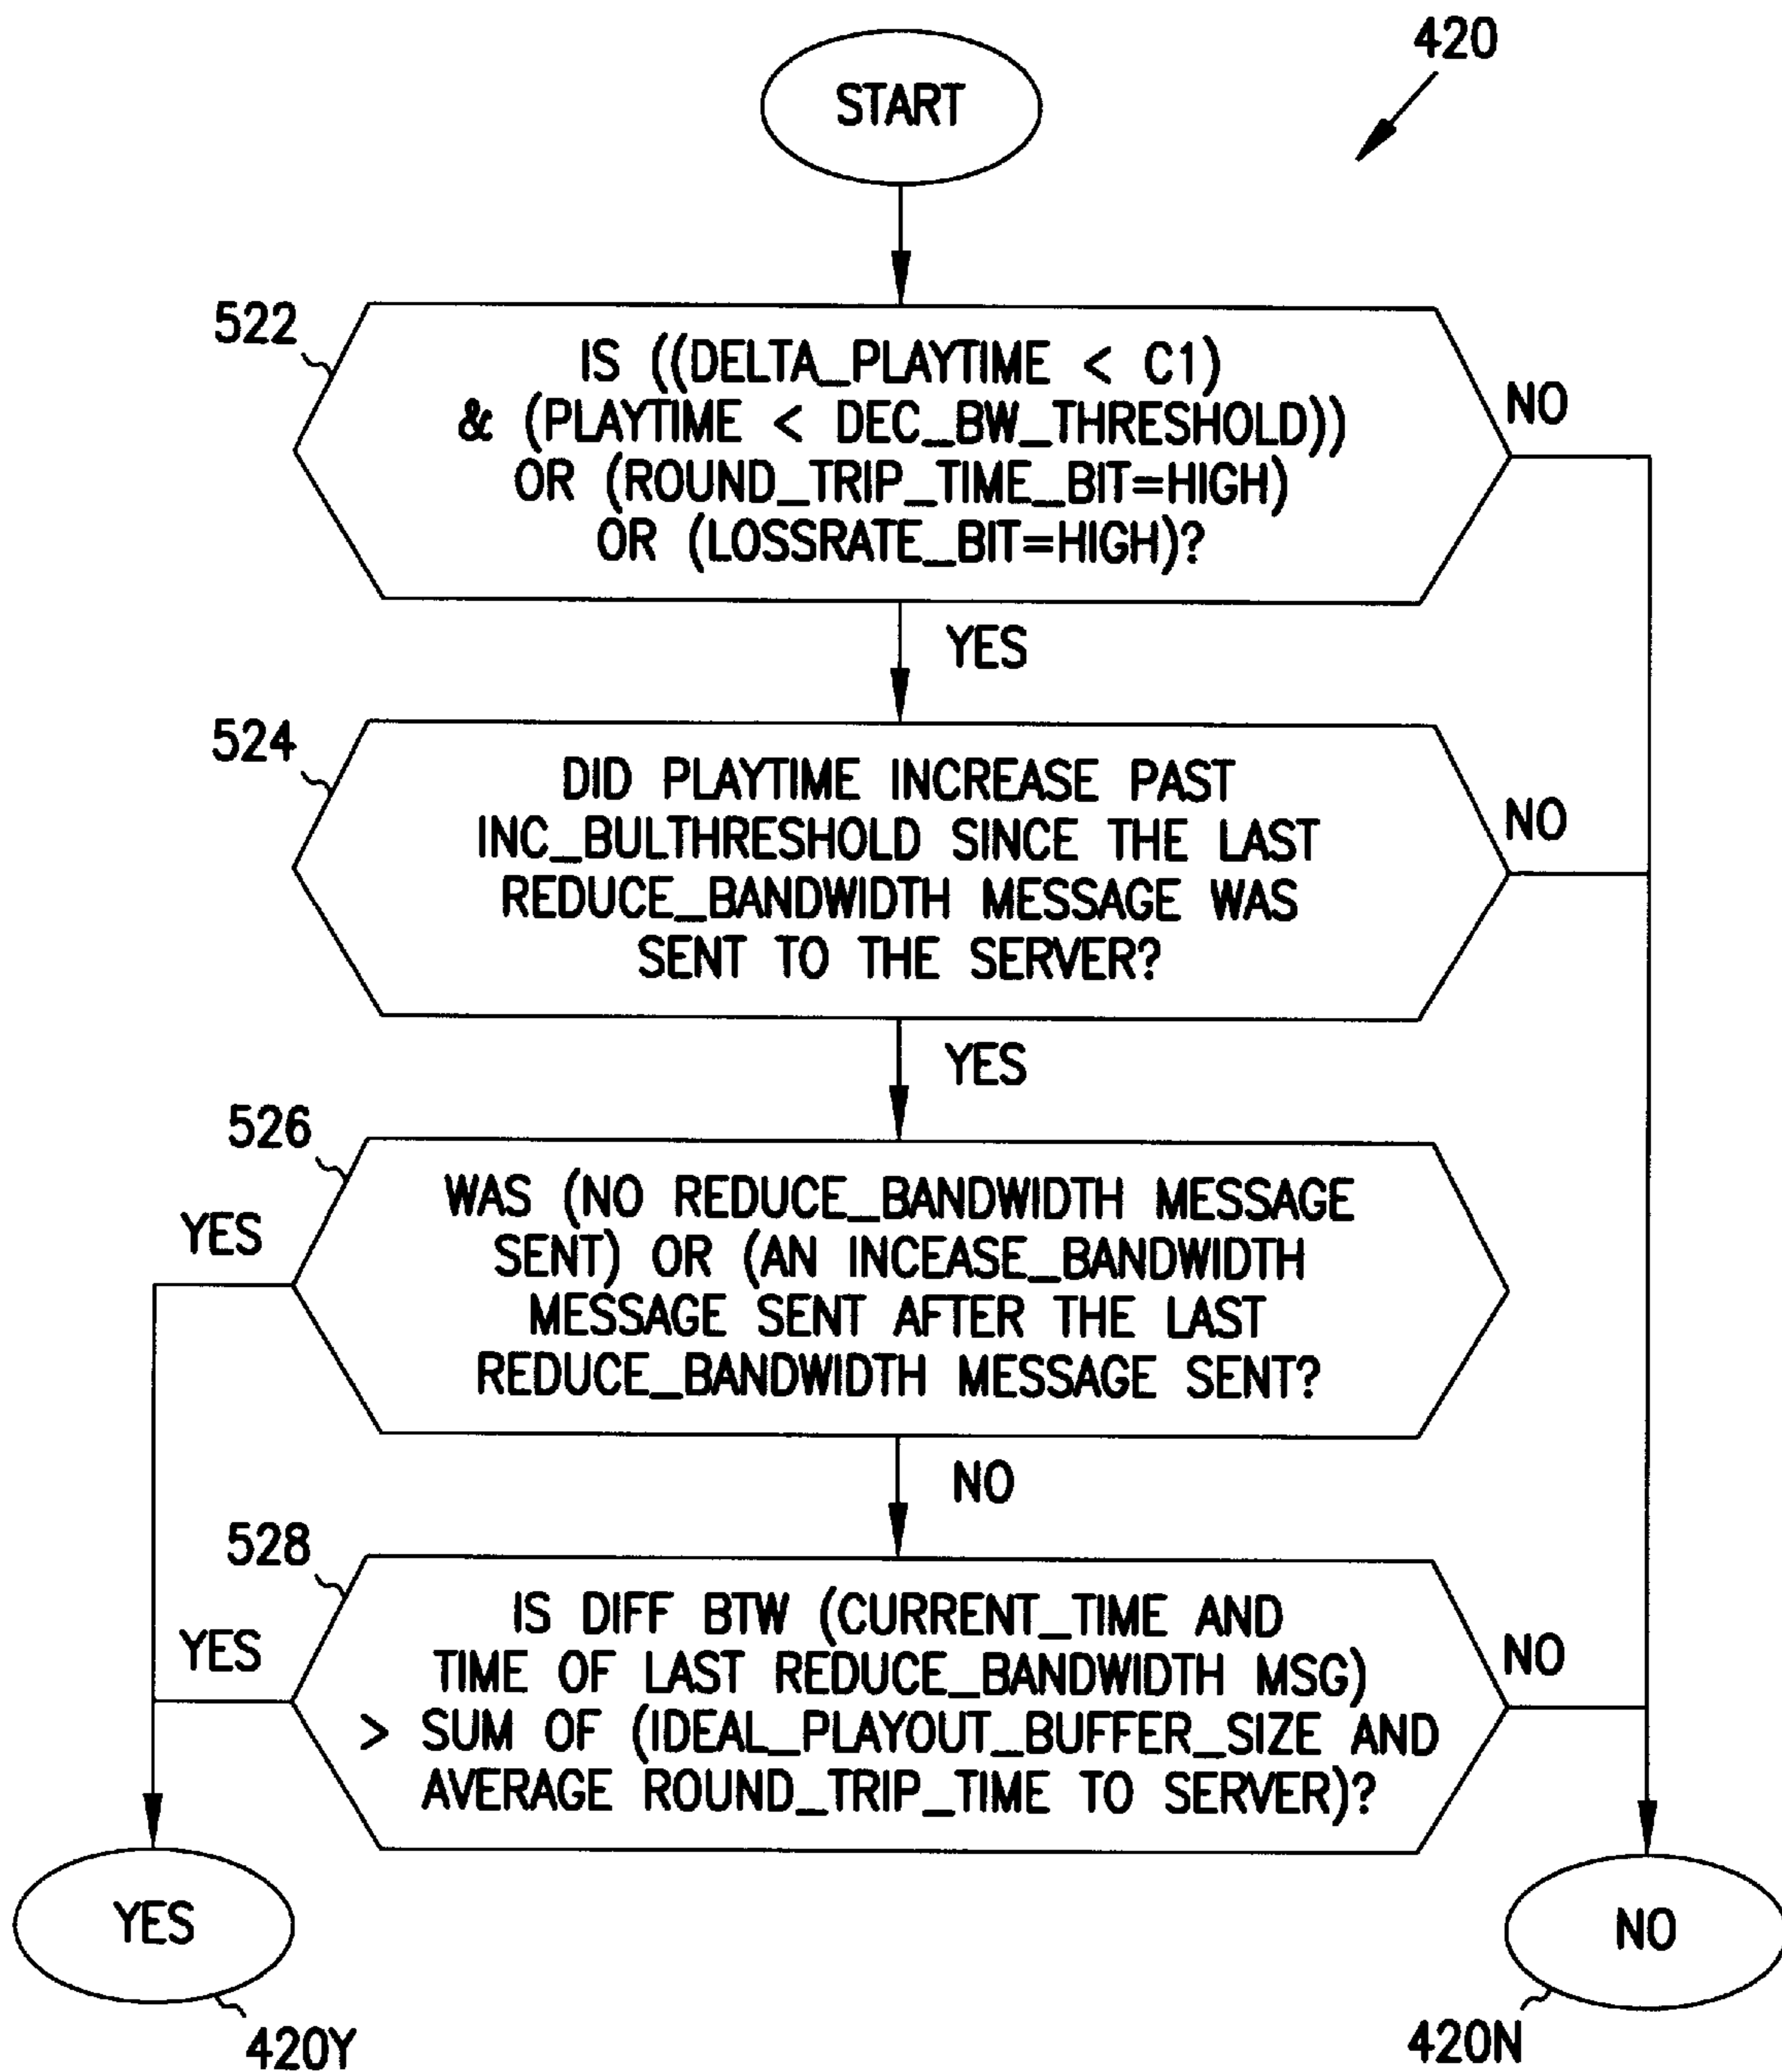 420
START
522
IS ((DELTA_PLAYTIME < C1)
& (PLAYTIME < DEC_BW_THRESHOLD))
OR (ROUND_TRIP_TIME_BIT=HIGH)
OR (LOSSRATE_BIT=HIGH)?
NO
YES
524
DID PLAYTIME INCREASE PAST
INC_BULTHRESHOLD SINCE THE LAST
REDUCE_BANDWIDTH MESSAGE WAS
SENT TO THE SERVER?
NO
YES
526
WAS (NO REDUCE_BANDWIDTH MESSAGE
SENT) OR (AN INCEASE_BANDWIDTH
MESSAGE SENT AFTER THE LAST
REDUCE_BANDWIDTH MESSAGE SENT?
YES
NO
528
IS DIFF BTW (CURRENT_TIME AND
TIME OF LAST REDUCE_BANDWIDTH MSG)
> SUM OF (IDEAL_PLAYOUT_BUFFER_SIZE AND
AVERAGE ROUND_TRIP_TIME TO SERVER)?
YES
NO
YES
NO
420Y
420N